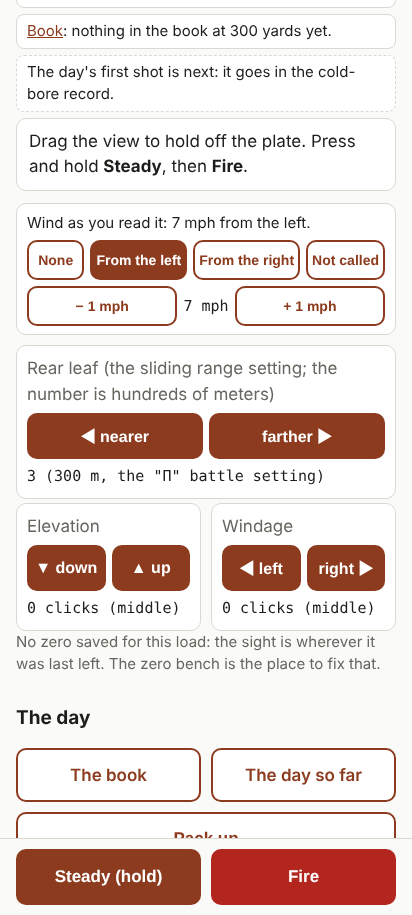 Book: nothing in the book at 300 yards yet.
The day's first shot is next: it goes in the cold-
bore record.
Drag the view to hold off the plate. Press
and hold Steady, then Fire.
Wind as you read it: 7 mph from the left.
None
From the left
From the right
Not called
− 1 mph
7 mph
+ 1 mph
Rear leaf (the sliding range setting; the
number is hundreds of meters)
◀ nearer
farther ▶
3 (300 m, the "П" battle setting)
Elevation
▼ down
▲ up
0 clicks (middle)
Windage
◀ left
right ▶
0 clicks (middle)
No zero saved for this load: the sight is wherever it
was last left. The zero bench is the place to fix that.
The day
The book
The day so far
Pack up
Steady (hold)
Fire